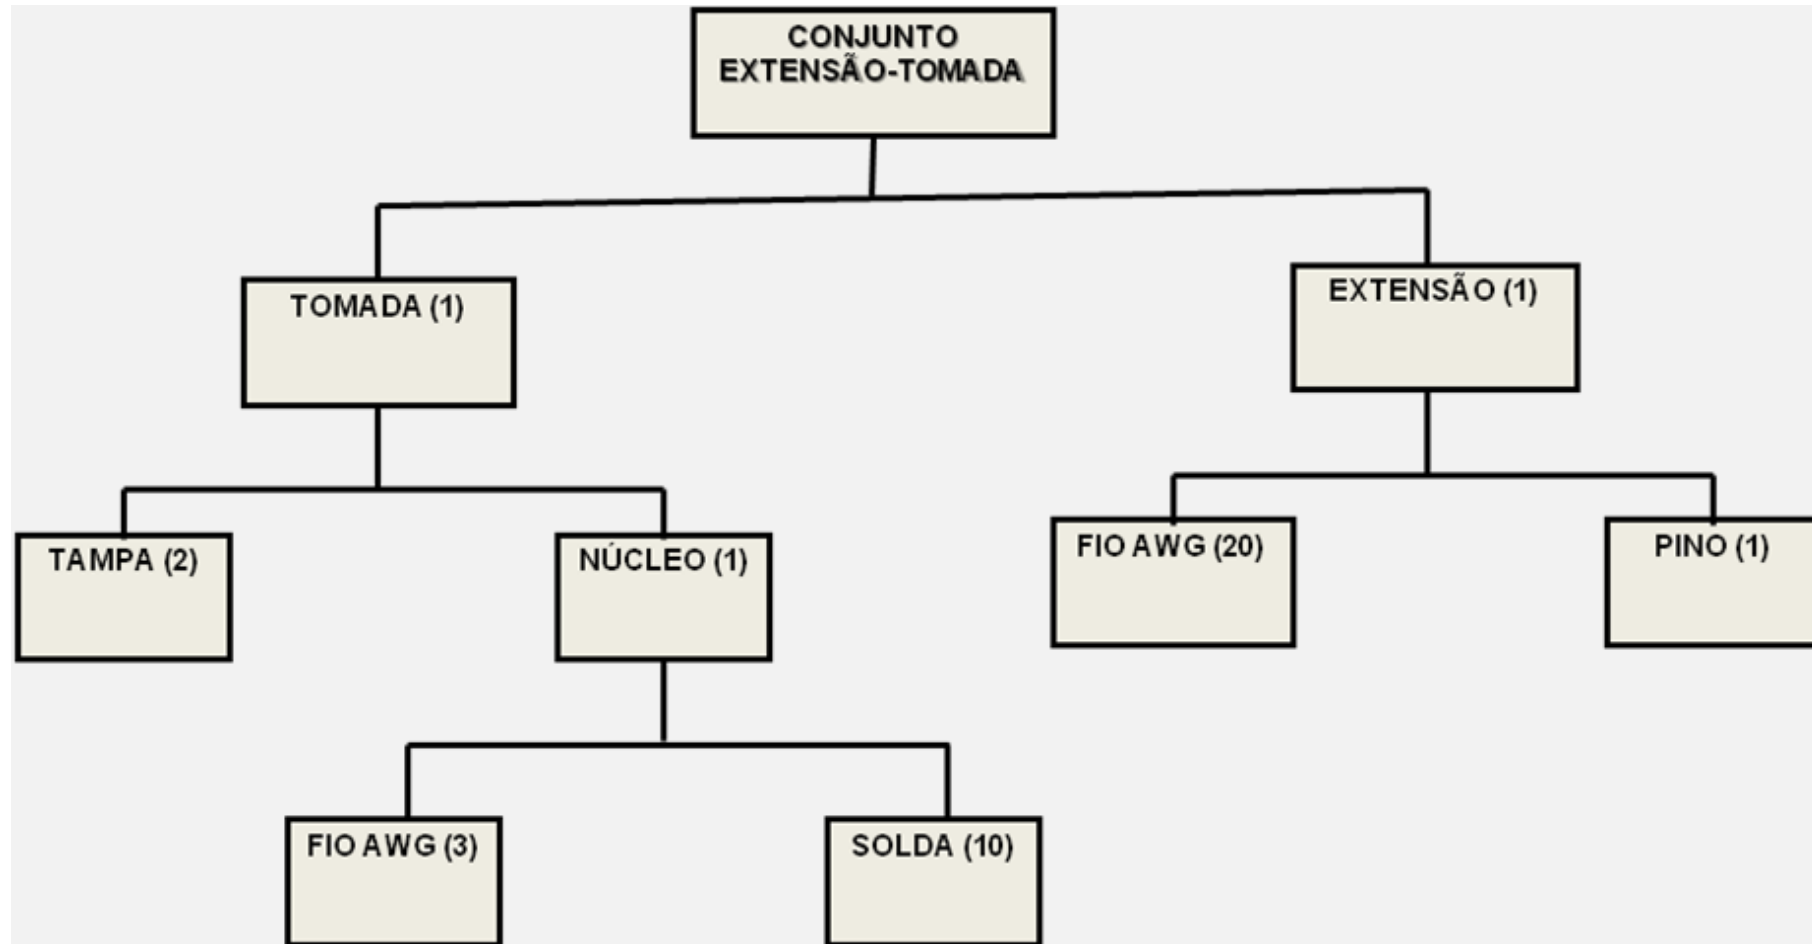 CONJUNTO
EXTENSÃO-TOMADA
TOMADA (1)
EXTENSÃO (1)
TAMPA (2)
NÚCLEO (1)
FIO AWG (20)
PINO (1)
FIO AWG (3)
SOLDA (10)